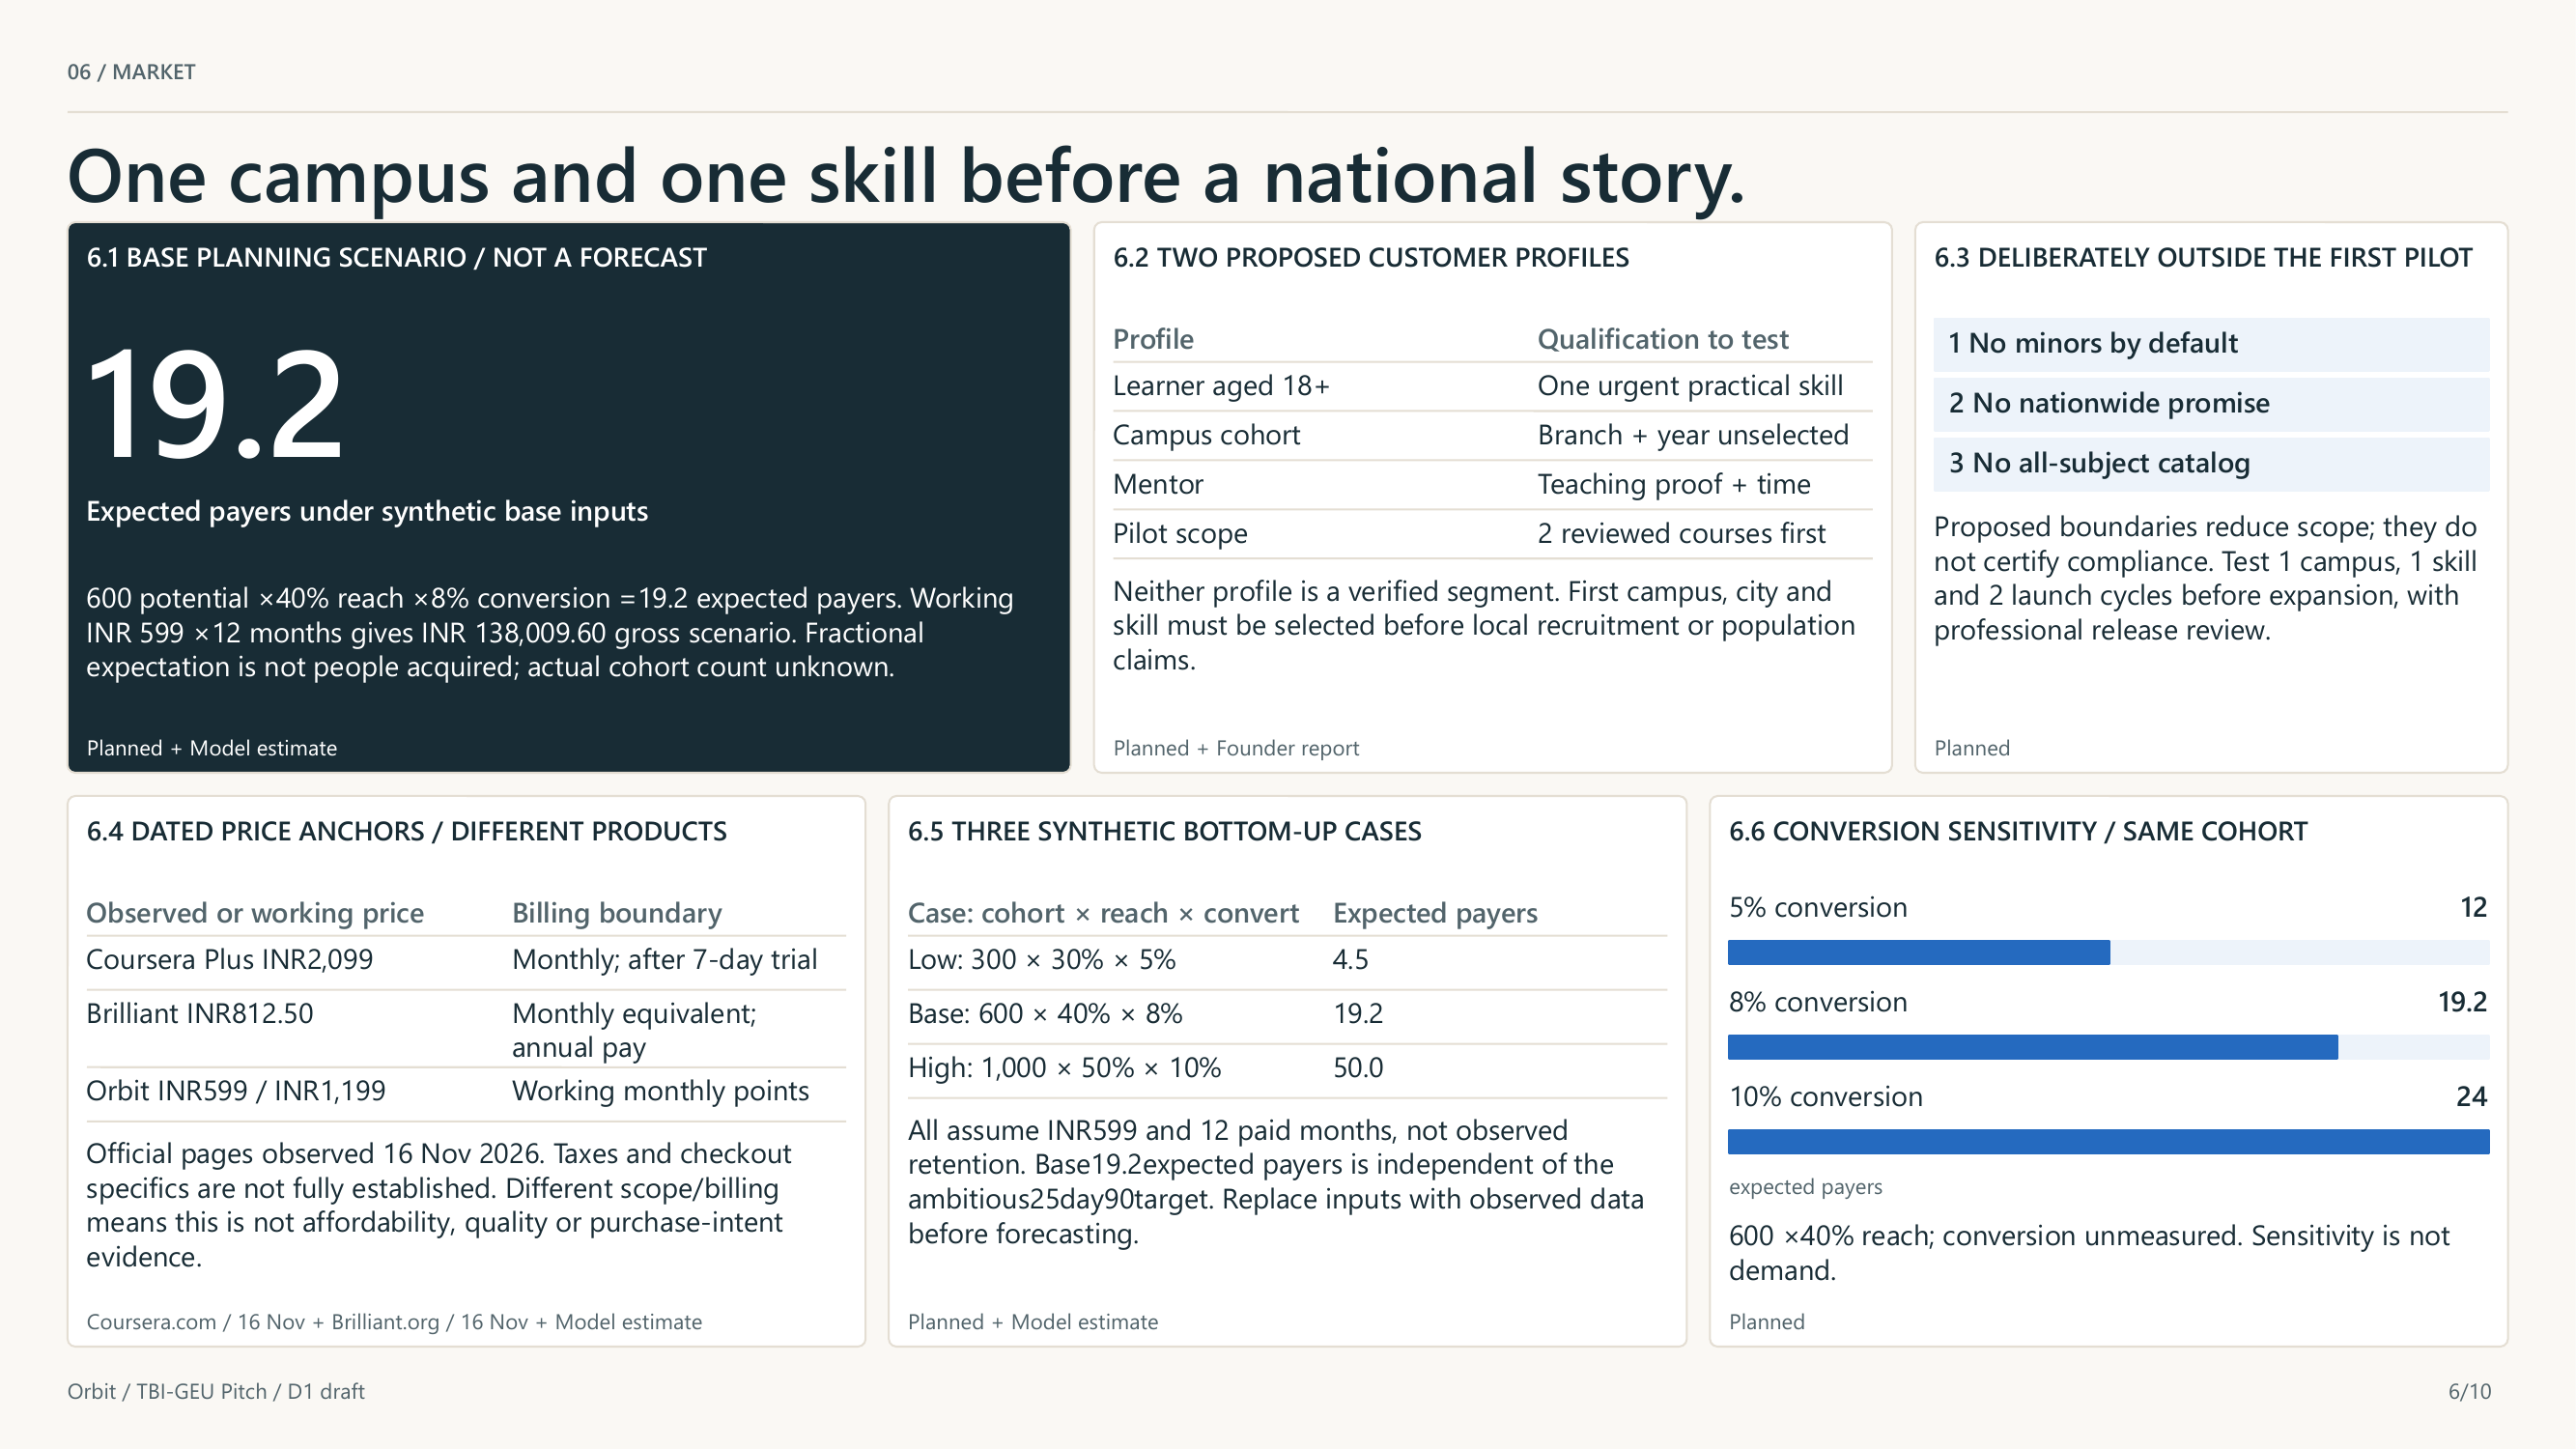 06 / MARKET
One campus and one skill before a national story.
6.1 BASE PLANNING SCENARIO / NOT A FORECAST
19.2
Expected payers under synthetic base inputs
600 potential ×40% reach ×8% conversion =19.2 expected payers. Working
INR 599 ×12 months gives INR 138,009.60 gross scenario. Fractional
expectation is not people acquired; actual cohort count unknown.
Planned + Model estimate
6.2 TWO PROPOSED CUSTOMER PROFILES
Profile Qualification to test
Learner aged 18+ One urgent practical skill
Campus cohort Branch + year unselected
Mentor Teaching proof + time
Pilot scope 2 reviewed courses first
Neither profile is a verified segment. First campus, city and
skill must be selected before local recruitment or population
claims.
Planned + Founder report
6.3 DELIBERATELY OUTSIDE THE FIRST PILOT
1 No minors by default
2 No nationwide promise
3 No all-subject catalog
Proposed boundaries reduce scope; they do
not certify compliance. Test 1 campus, 1 skill
and 2 launch cycles before expansion, with
professional release review.
Planned
6.4 DATED PRICE ANCHORS / DIFFERENT PRODUCTS
Observed or working price Billing boundary
Coursera Plus INR2,099 Monthly; after 7-day trial
Brilliant INR812.50 Monthly equivalent;
annual pay
Orbit INR599 / INR1,199 Working monthly points
Official pages observed 16 Nov 2026. Taxes and checkout
specifics are not fully established. Different scope/billing
means this is not affordability, quality or purchase-intent
evidence.
Coursera.com / 16 Nov + Brilliant.org / 16 Nov + Model estimate
6.5 THREE SYNTHETIC BOTTOM-UP CASES
Case: cohort × reach × convert Expected payers
Low: 300 × 30% × 5% 4.5
Base: 600 × 40% × 8% 19.2
High: 1,000 × 50% × 10% 50.0
All assume INR599 and 12 paid months, not observed
retention. Base19.2expected payers is independent of the
ambitious25day90target. Replace inputs with observed data
before forecasting.
Planned + Model estimate
6.6 CONVERSION SENSITIVITY / SAME COHORT
5% conversion 12
8% conversion 19.2
10% conversion 24
expected payers
600 ×40% reach; conversion unmeasured. Sensitivity is not
demand.
Planned
Orbit / TBI-GEU Pitch / D1 draft
6/10